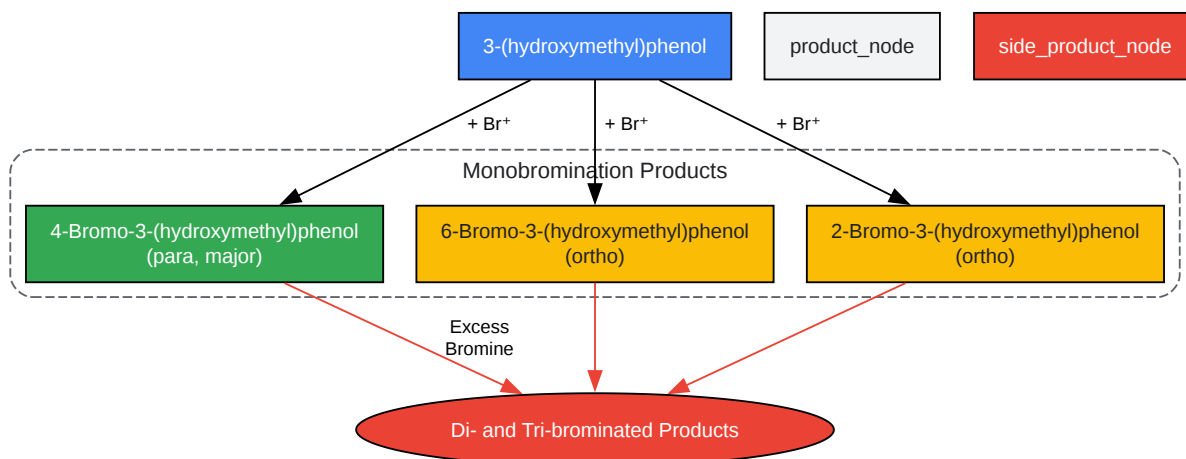 3-(hydroxymethyl)phenol
product_node
side_product_node
+ Br⁺
+ Br⁺
+ Br⁺
Monobromination Products
4-Bromo-3-(hydroxymethyl)phenol
(para, major)
6-Bromo-3-(hydroxymethyl)phenol
(ortho)
2-Bromo-3-(hydroxymethyl)phenol
(ortho)
Excess
Bromine
Di- and Tri-brominated Products